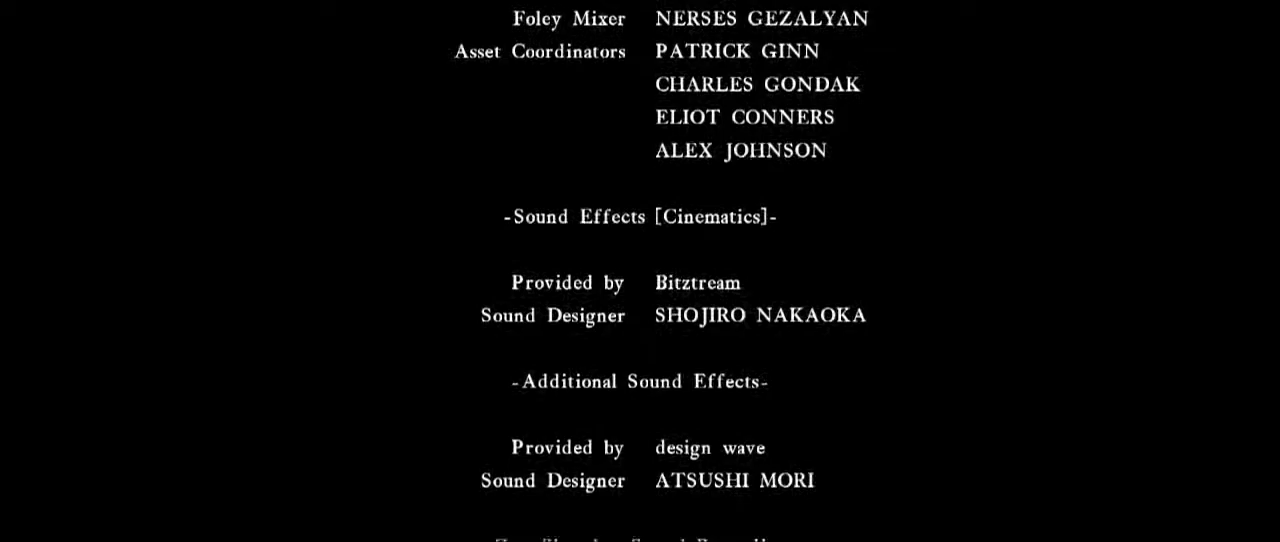 Foley Mixer NERSES GEZALYAN
Asset Coordinators PATRICK GINN
CHARLES GONDAK
ELIOT CONNERS
ALEX JOHNSON
-Sound Effects [Cinematics]-
Provided by Bitztream
Sound Designer SHOJIRO NAKAOKA
-Additional Sound Effects-
Provided by design wave
Sound Designer ATSUSHI MORI